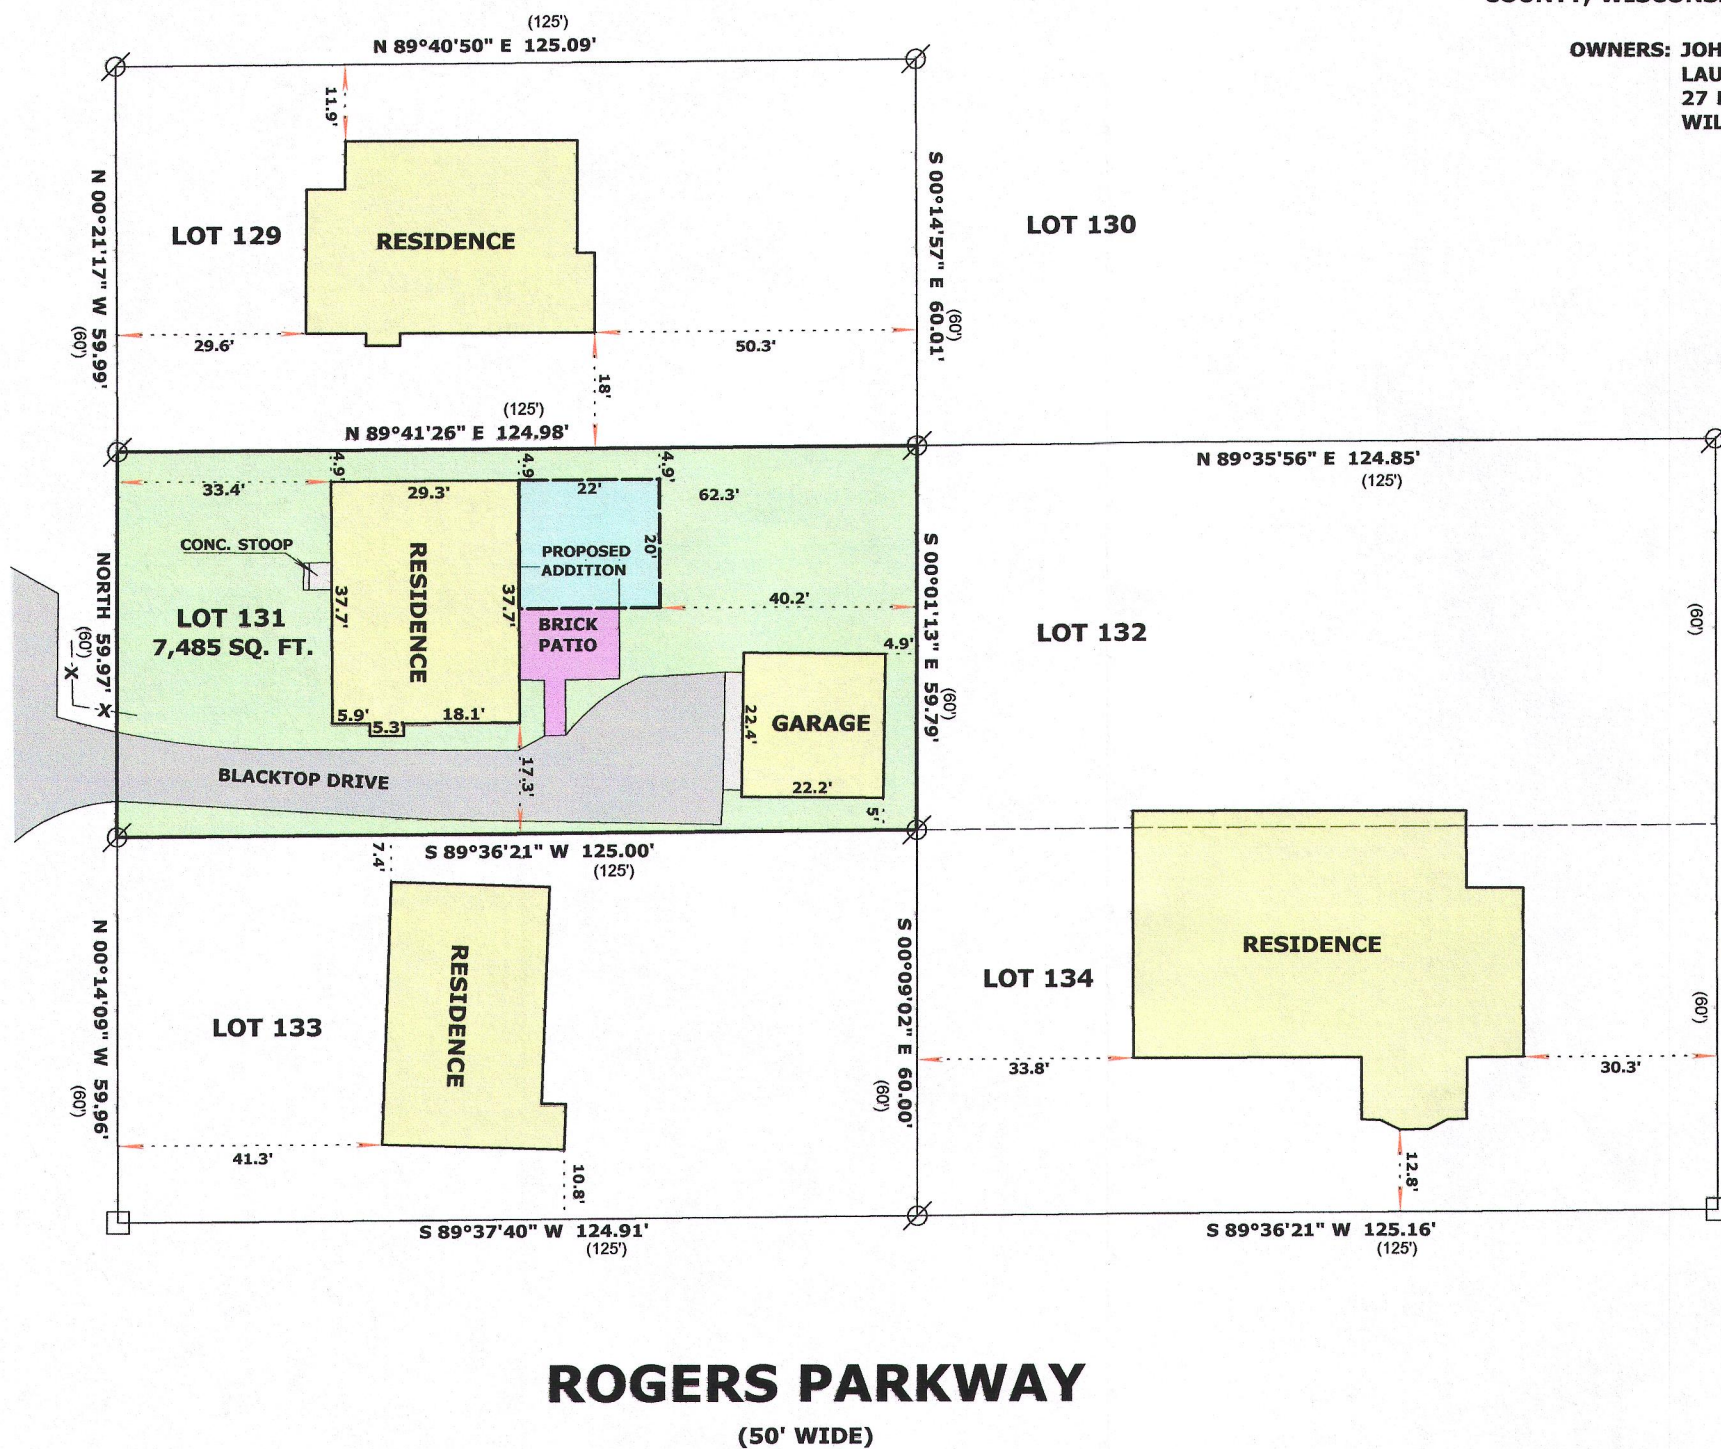 OWNERS: JOH
LAU
27
WIL
(125')
N 89°40'50" E 125.09'
11.9'
N 00°21'17" W 59.99'
(60')
LOT 129
RESIDENCE
S 00°14'57" E 60.01'
(60')
LOT 130
29.6'
50.3'
18'
(125')
N 89°41'26" E 124.98'
N 89°35'56" E 124.85'
(125')
4.9'
4.9'
4.9'
33.4'
29.3'
22'
62.3'
CONC. STOOP
PROPOSED
ADDITION
20'
NORTH 59.97'
(60')
LOT 131
7,485 SQ. FT.
37.7'
RESIDENCE
37.7'
BRICK
PATIO
40.2'
4.9'
S 00°01'13" E 59.79'
(60')
LOT 132
(60')
X
X
5.9'
5.3'
18.1'
22.4'
GARAGE
22.2'
5'
BLACKTOP DRIVE
17.3'
7.4'
S 89°36'21" W 125.00'
(125')
N 00°14'09" W 59.96'
(60')
LOT 133
RESIDENCE
S 00°09'02" E 60.00'
(60')
LOT 134
RESIDENCE
(60')
33.8'
30.3'
41.3'
10.8'
12.8'
S 89°37'40" W 124.91'
(125')
S 89°36'21" W 125.16'
(125')
ROGERS PARKWAY
(50' WIDE)